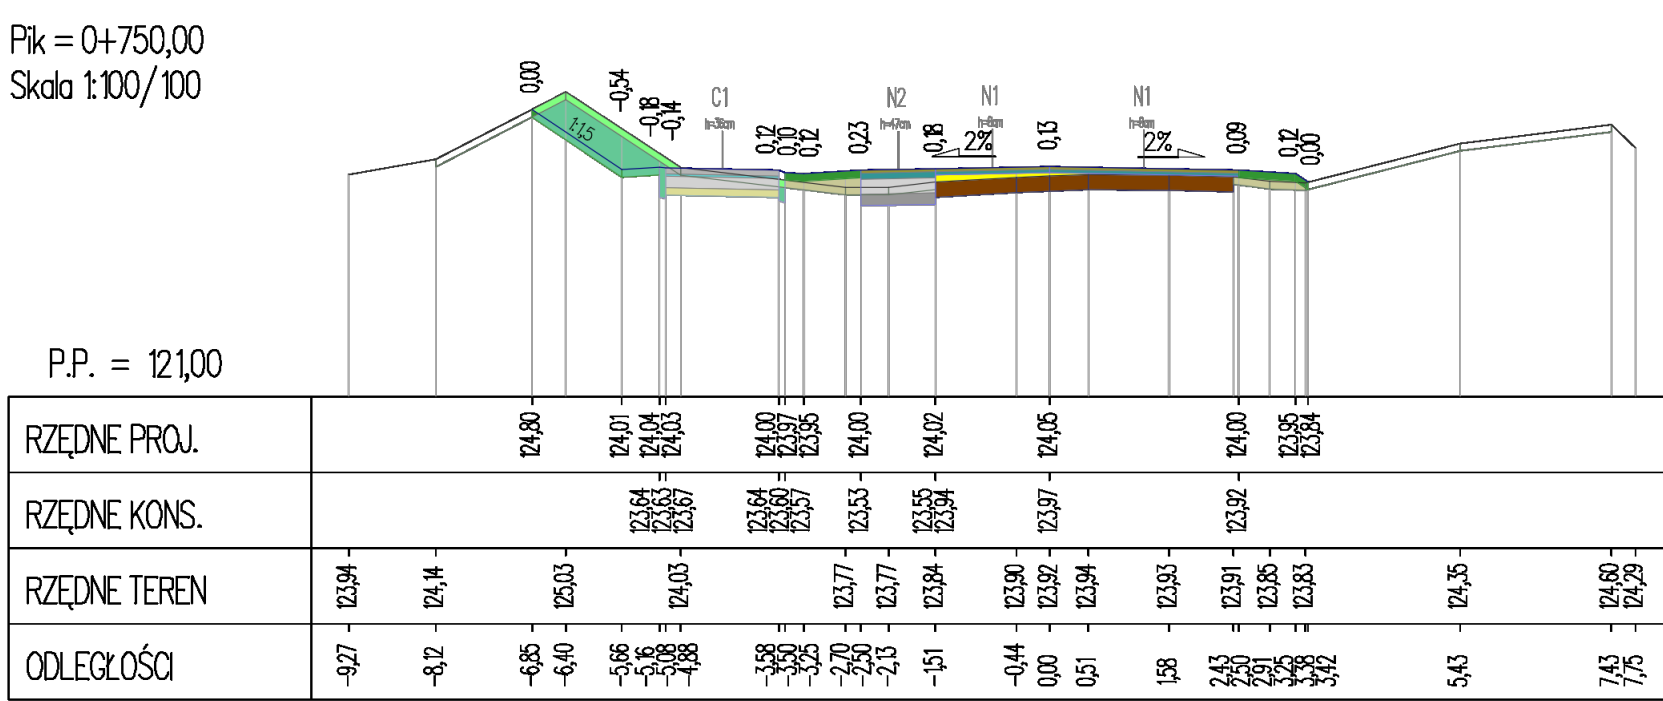 Pik = 0+750,00
Skala 1:100/100
0,00 -0,54 -0,18 -0,14 0,12 0,10 0,12 0,23 0,18 0,13 0,09 0,12 0,00
C1 N2 N1 N1
h=36cm h=47cm h=8cm h=8cm
1:1,5 2% 2%
P.P. = 121,00
RZĘDNE PROJ. 124,80 124,01 124,04 124,03 124,00 123,97 123,95 124,00 124,02 124,05 124,00 123,95 123,84
RZĘDNE KONS. 123,64 123,63 123,67 123,64 123,60 123,57 123,53 123,55 123,94 123,97 123,92
RZĘDNE TEREN 123,94 124,14 125,03 124,03 123,77 123,77 123,84 123,90 123,92 123,94 123,93 123,91 123,85 123,83 124,35 124,60 124,29
ODLEGŁOŚCI -9,27 -8,12 -6,85 -6,40 -5,66 -5,16 -5,08 -4,88 -3,58 -3,50 -3,25 -2,70 -2,50 -2,13 -1,51 -0,44 0,00 0,51 1,58 2,43 2,50 2,91 3,25 3,38 3,42 5,43 7,43 7,75